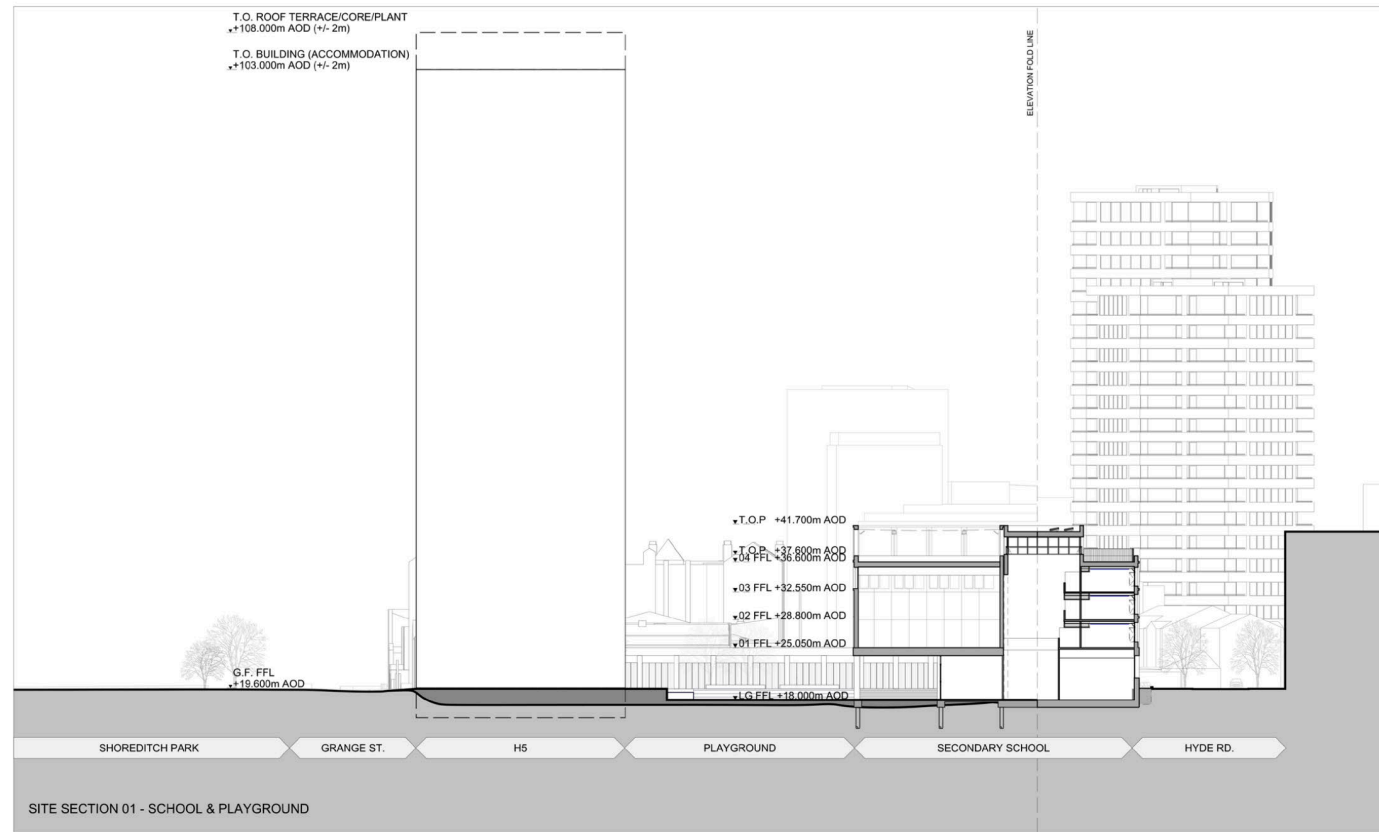 T.O. ROOF TERRACE/CORE/PLANT
+108.000m AOD (+/- 2m)
T.O. BUILDING (ACCOMMODATION)
+103.000m AOD (+/- 2m)
ELEVATION FOLD LINE
T.O.P +41.700m AOD
T.O.P +37.600m AOD
04 FFL +36.600m AOD
03 FFL +32.550m AOD
02 FFL +28.800m AOD
01 FFL +25.050m AOD
G.F. FFL
+19.600m AOD
LG FFL +18.000m AOD
SHOREDITCH PARK
GRANGE ST.
H5
PLAYGROUND
SECONDARY SCHOOL
HYDE RD.
SITE SECTION 01 - SCHOOL & PLAYGROUND